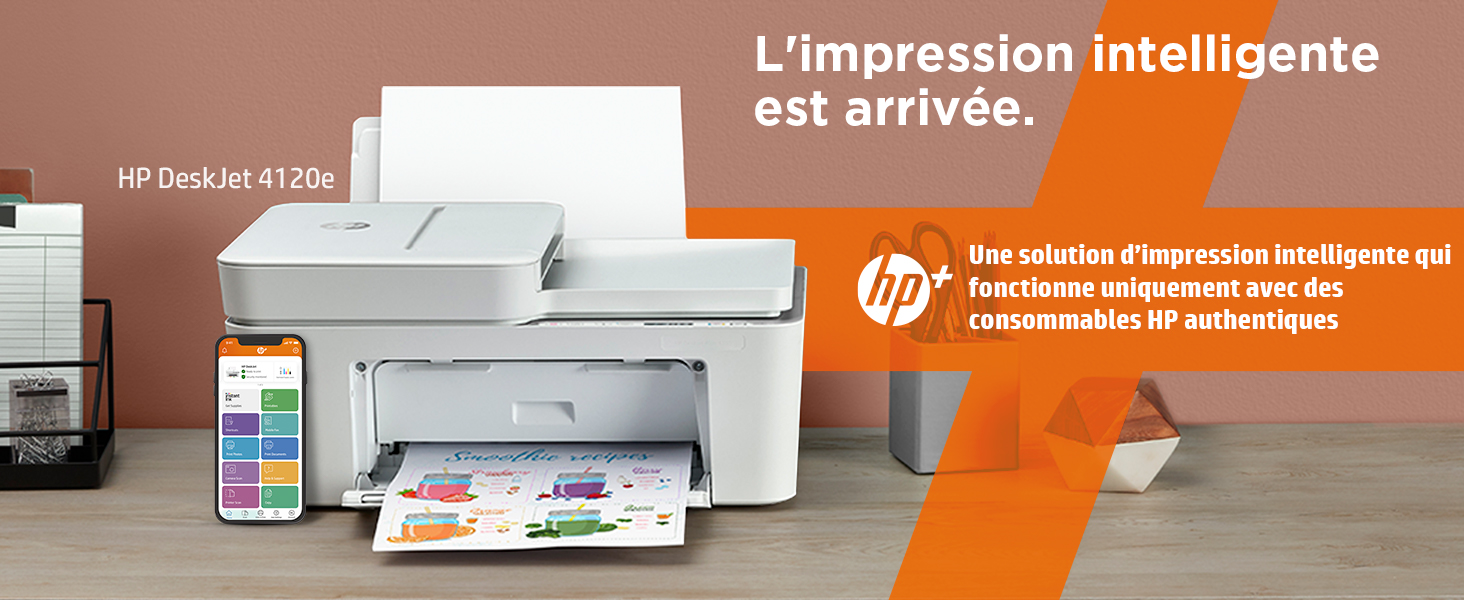 L'impression intelligente
est arrivée.
HP DeskJet 4120e
hp+
Une solution d’impression intelligente qui
fonctionne uniquement avec des
consommables HP authentiques
hp
Smoothie recipes